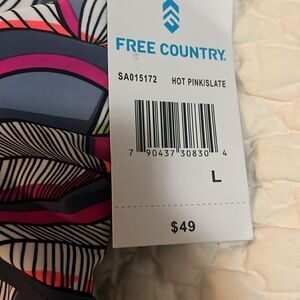 FREE COUNTRY®
SA015172 HOT PINK/SLATE
7 90437 30830 4
L
$49